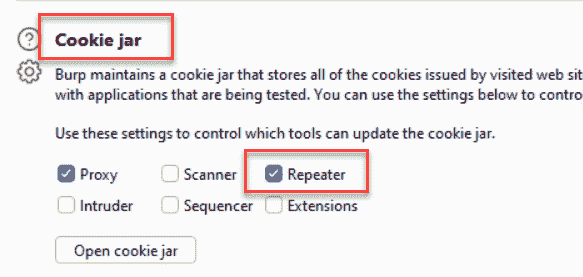 Cookie jar
Burp maintains a cookie jar that stores all of the cookies issued by visited web sit
with applications that are being tested. You can use the settings below to contro
Use these settings to control which tools can update the cookie jar.
Proxy Scanner Repeater
Intruder Sequencer Extensions
Open cookie jar